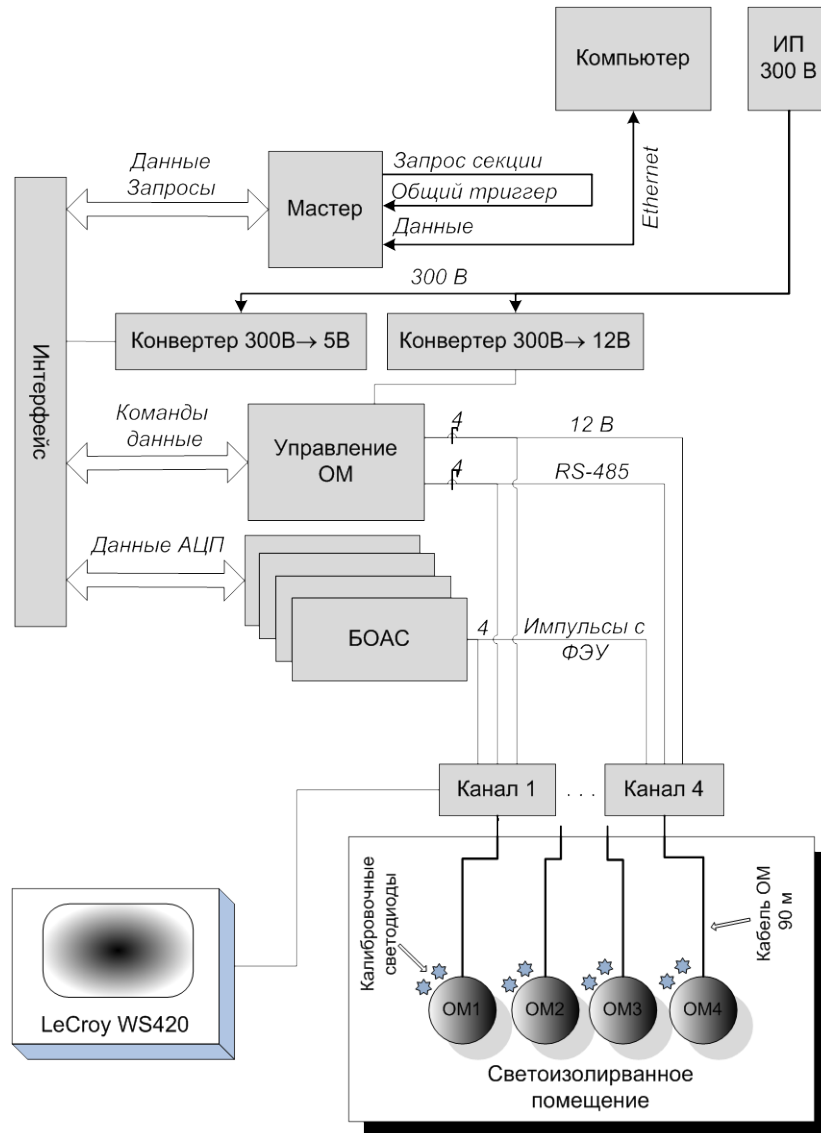 Компьютер
ИП
300 В
Данные
Запросы
Мастер
Запрос секции
Общий триггер
Данные
Ethernet
300 В
Интерфейс
Конвертер 300В→ 5В
Конвертер 300В→ 12В
Команды
данные
Управление
ОМ
4
12 В
4
RS-485
Данные АЦП
БОАС
4
Импульсы с
ФЭУ
Канал 1
. . .
Канал 4
LeCroy WS420
Калибровочные
светодиоды
Кабель ОМ
90 м
ОМ1
ОМ2
ОМ3
ОМ4
Светоизолирванное
помещение